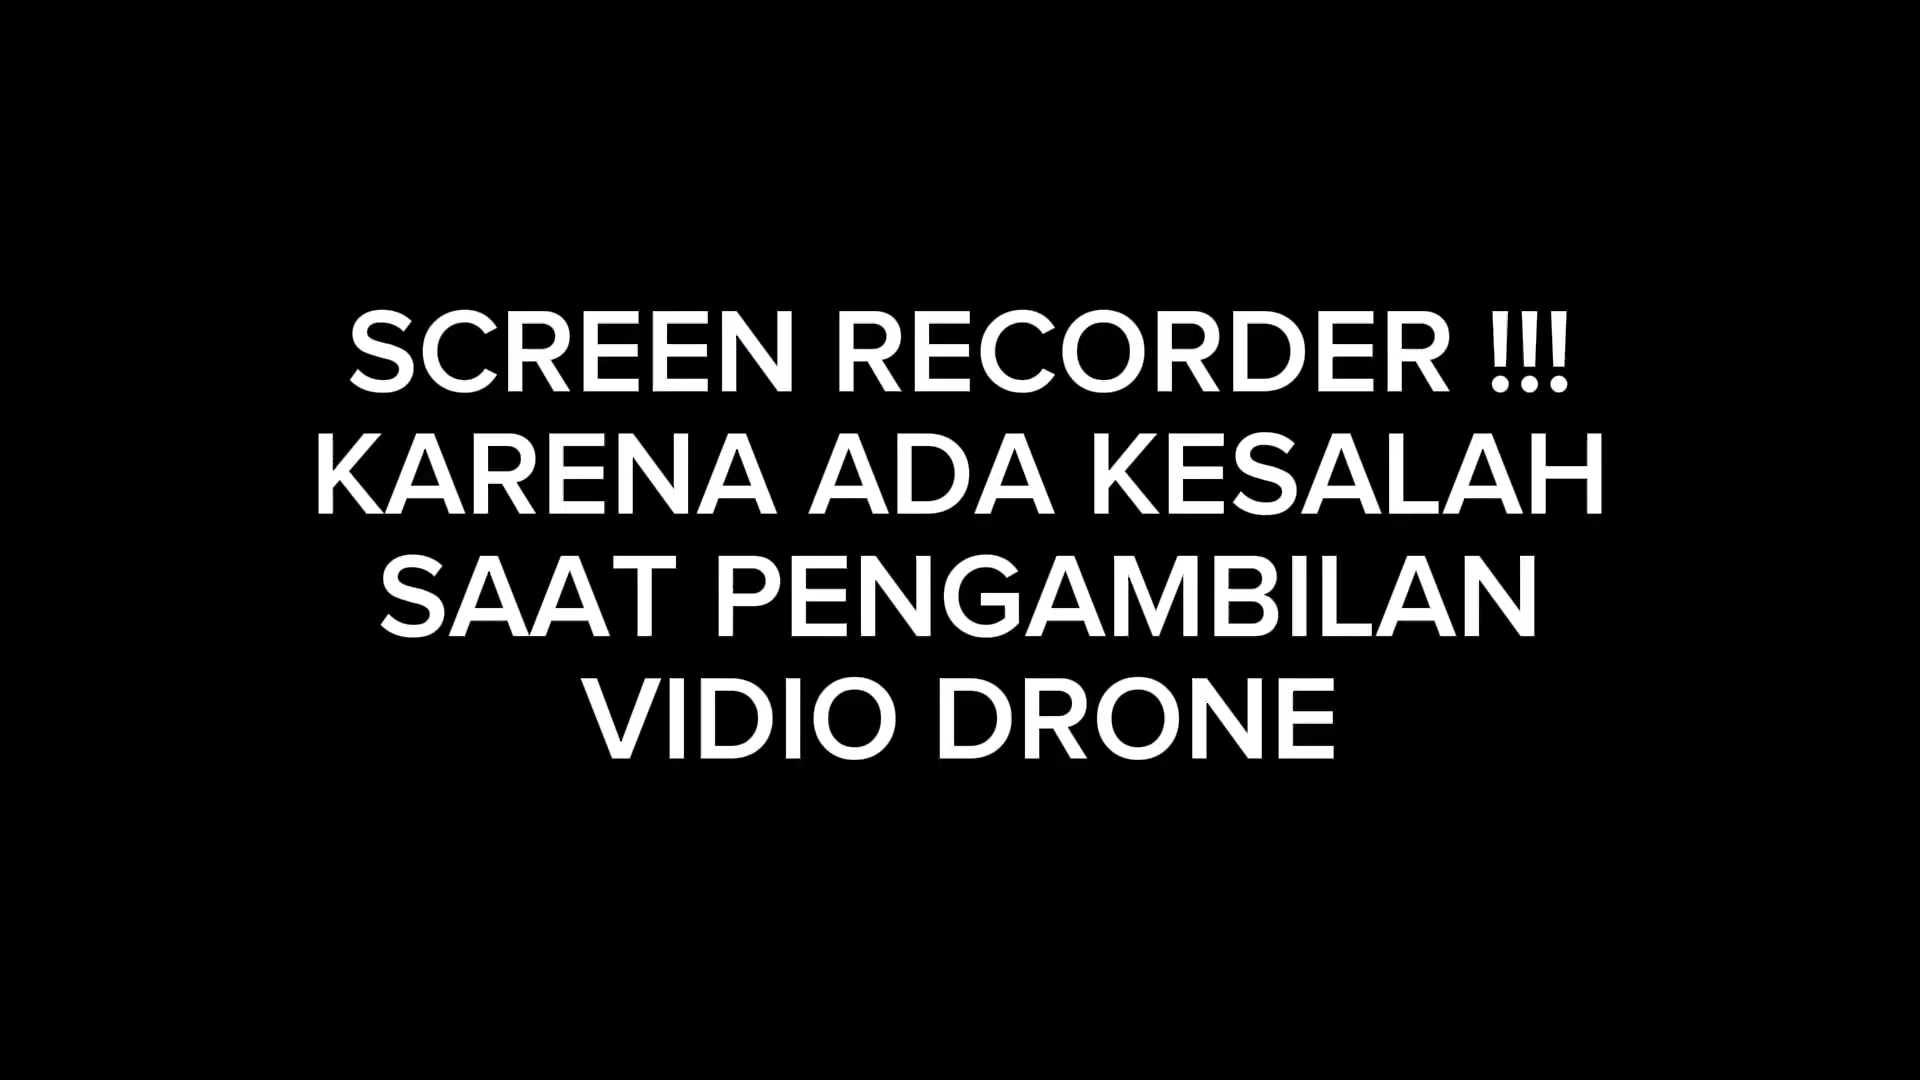 SCREEN RECORDER !!!
KARENA ADA KESALAH
SAAT PENGAMBILAN
VIDIO DRONE